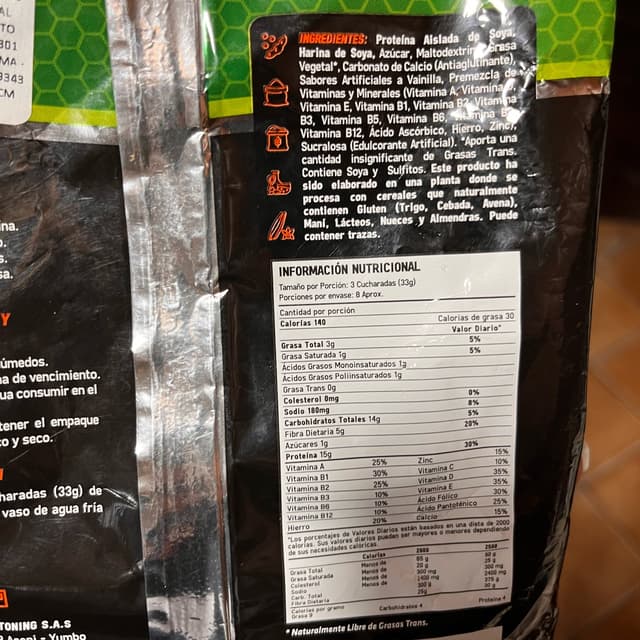 AL
TO
301
MA -
9343
CM
INGREDIENTES: Proteína Aislada de Soya,
Harina de Soya, Azúcar, Maltodextrin, Grasa
Vegetal*, Carbonato de Calcio (Antiaglutinante),
Sabores Artificiales a Vainilla, Premezcla de
Vitaminas y Minerales (Vitamina A, Vitamina
Vitamina E, Vitamina B1, Vitamina B2, Vitamina
B3, Vitamina B5, Vitamina B6, Vitamina
Vitamina B12, Ácido Ascórbico, Hierro, Zinc),
Sucralosa (Edulcorante Artificial). *Aporta una
cantidad insignificante de Grasas Trans.
Contiene Soya y Sulfitos. Este producto ha
sido elaborado en una planta donde se
procesa con cereales que naturalmente
contienen Gluten (Trigo, Cebada, Avena),
Maní, Lácteos, Nueces y Almendras. Puede
contener trazas.
na.
o.
s.
sa.
Y
úmedos.
ha de vencimiento.
ua consumir en el
tener el empaque
co y seco.
haradas (33g) de
vaso de agua fría
TONING S.A.S
- Yumbo
INFORMACIÓN NUTRICIONAL
Tamaño por Porción: 3 Cucharadas (33g)
Porciones por envase: 8 Aprox.
Cantidad por porción
Calorías 140 Calorías de grasa 30
Valor Diario*
Grasa Total 3g 5%
Grasa Saturada 1g 5%
Ácidos Grasos Monoinsaturados 1g
Ácidos Grasos Poliinsaturados 1g
Grasa Trans 0g
Colesterol 0mg 0%
Sodio 180mg 8%
Carbohidratos Totales 14g 5%
Fibra Dietaria 5g 20%
Azúcares 1g
Proteína 15g 30%
Vitamina A 25% Zinc 15%
Vitamina B1 30% Vitamina C 10%
Vitamina B2 25% Vitamina D 35%
Vitamina B3 10% Vitamina E 35%
Vitamina B6 10% Ácido Fólico 30%
Vitamina B12 10% Ácido Pantoténico 25%
Hierro 20% Calcio 15%
*Los porcentajes de Valores Diarios están basados en una dieta de 2000
calorías. Sus valores diarios pueden ser mayores o menores dependiendo
de sus necesidades calóricas.
Calorías 2000 2500
Grasa Total Menos de 65 g 80 g
Grasa Saturada Menos de 20 g 25 g
Colesterol Menos de 300 mg 300 mg
Sodio Menos de 2400 mg 2400 mg
Carb. Total 300 g 375 g
Fibra Dietaria 25g 30 g
Calorías por gramo
Grasa 9 Carbohidratos 4 Proteína 4
* Naturalmente Libre de Grasas Trans.